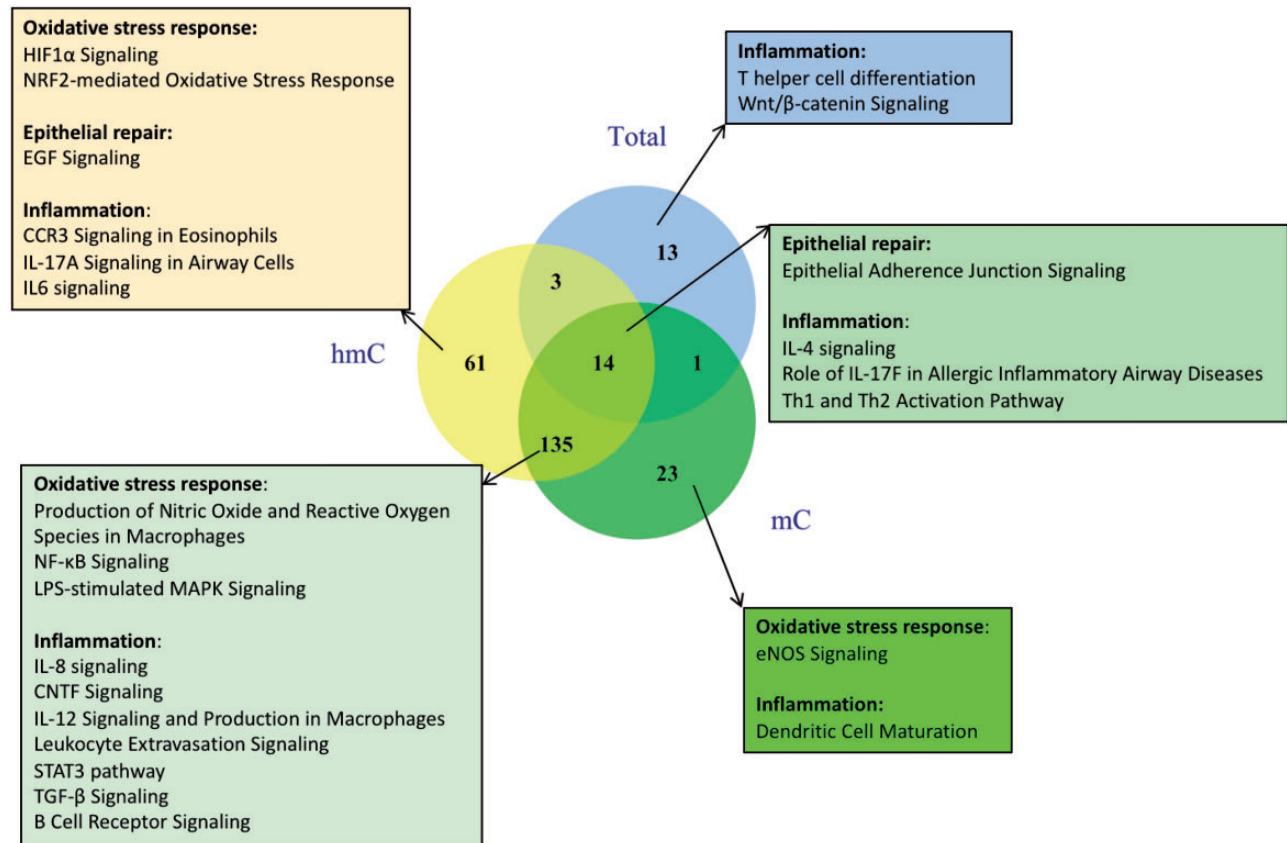 Oxidative stress response:
HIF1α Signaling
NRF2-mediated Oxidative Stress Response
Epithelial repair:
EGF Signaling
Inflammation:
CCR3 Signaling in Eosinophils
IL-17A Signaling in Airway Cells
IL6 signaling
Inflammation:
T helper cell differentiation
Wnt/β-catenin Signaling
Total
13
3
hmC
61
14
1
135
23
mC
Epithelial repair:
Epithelial Adherence Junction Signaling
Inflammation:
IL-4 signaling
Role of IL-17F in Allergic Inflammatory Airway Diseases
Th1 and Th2 Activation Pathway
Oxidative stress response:
Production of Nitric Oxide and Reactive Oxygen
Species in Macrophages
NF-κB Signaling
LPS-stimulated MAPK Signaling
Inflammation:
IL-8 signaling
CNTF Signaling
IL-12 Signaling and Production in Macrophages
Leukocyte Extravasation Signaling
STAT3 pathway
TGF-β Signaling
B Cell Receptor Signaling
Oxidative stress response:
eNOS Signaling
Inflammation:
Dendritic Cell Maturation